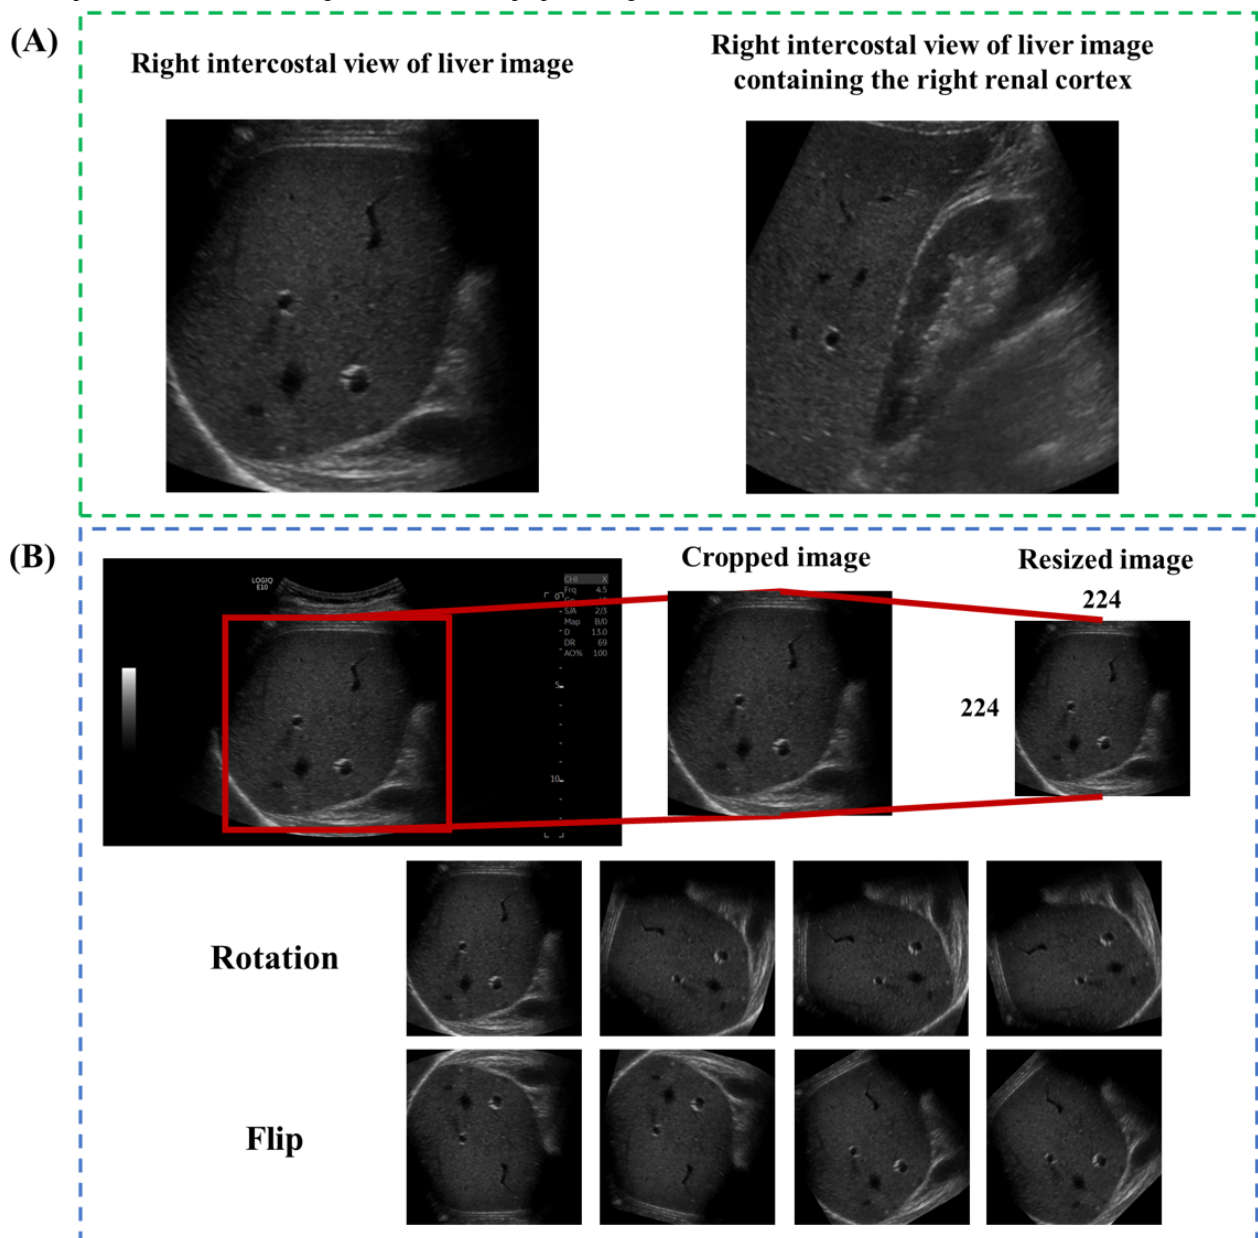 (A)
Right intercostal view of liver image
Right intercostal view of liver image
containing the right renal cortex
(B)
Cropped image
Resized image
LOGIQ
E10
CHI X
Frq 4.5
S/A 2/3
Map B/0
D 13.0
DR 69
AO% 100
0
5
10
224
224
Rotation
Flip